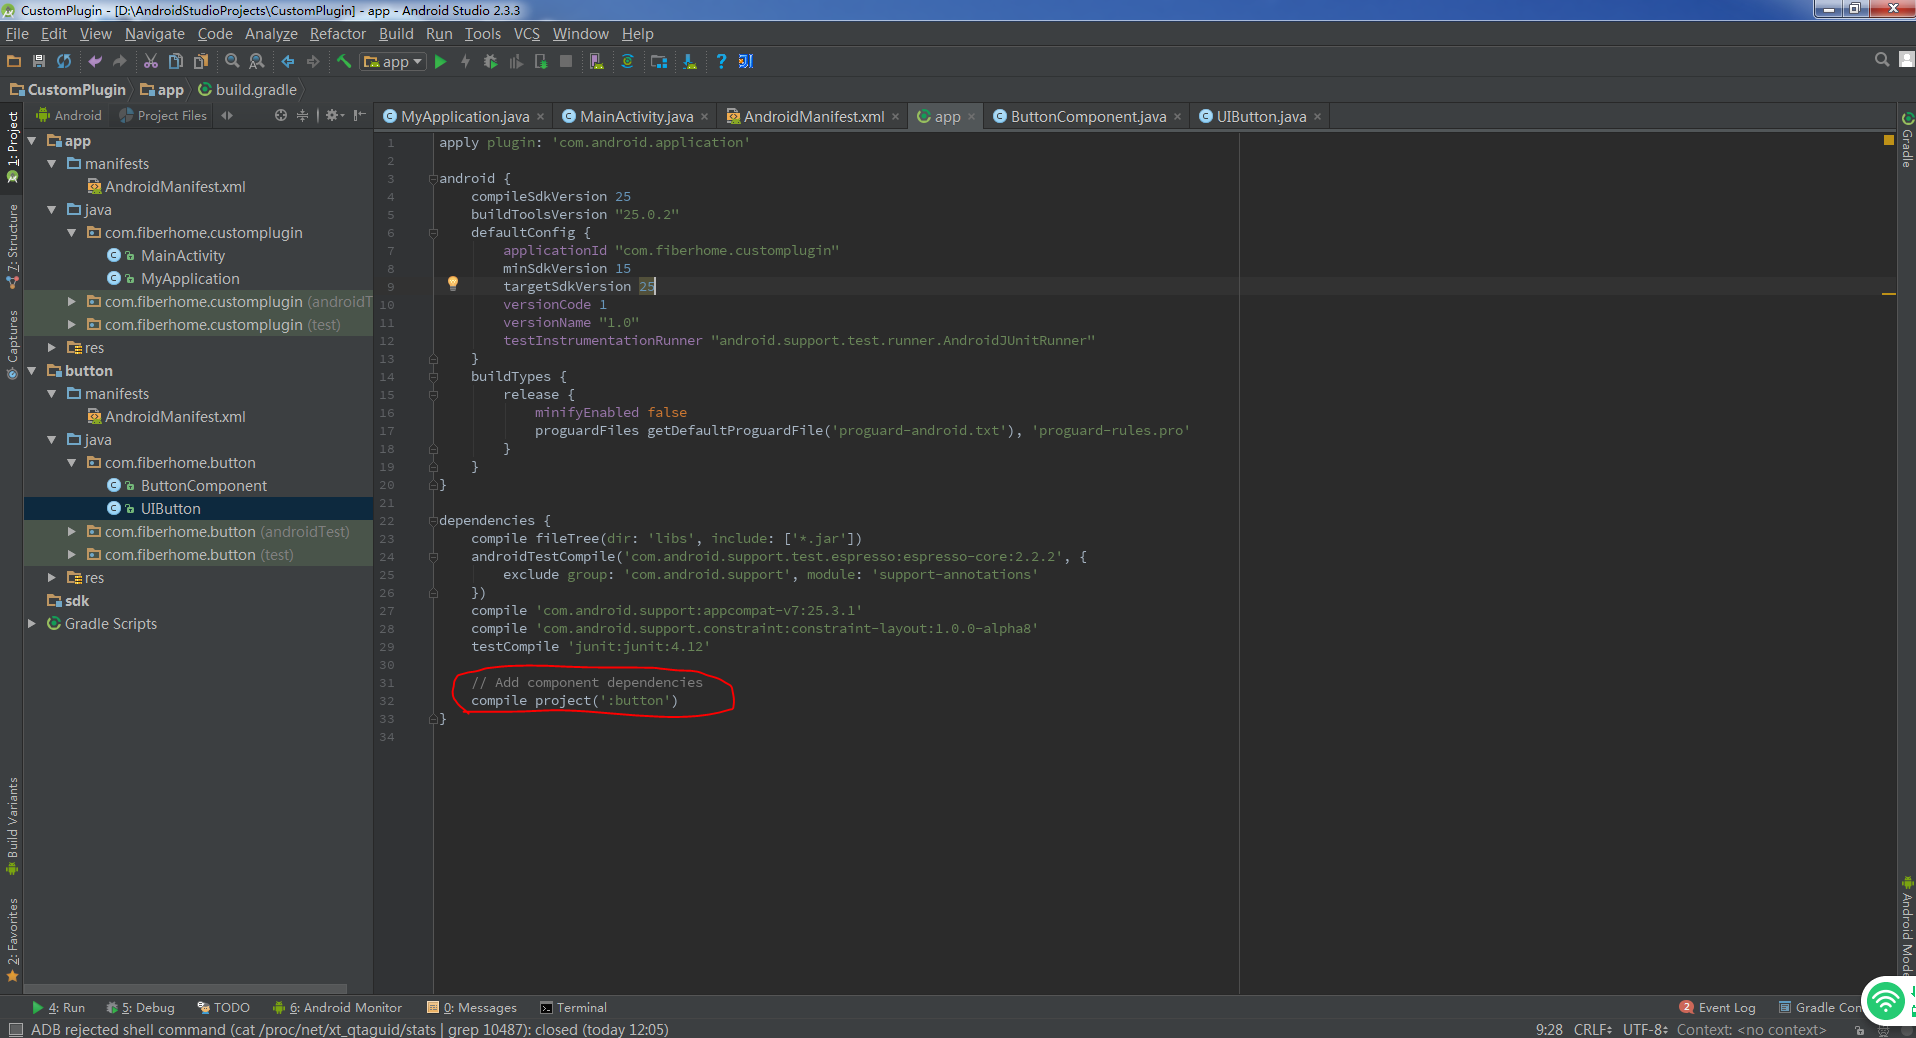 CustomPlugin - [D:\AndroidStudioProjects\CustomPlugin] - app - Android Studio 2.3.3
File Edit View Navigate Code Analyze Refactor Build Run Tools VCS Window Help
app
CustomPlugin app build.gradle
Android Project Files
MyApplication.java MainActivity.java AndroidManifest.xml app ButtonComponent.java UIButton.java
1: Project
7: Structure
Captures
Build Variants
2: Favorites
app
manifests
AndroidManifest.xml
java
com.fiberhome.customplugin
MainActivity
MyApplication
com.fiberhome.customplugin (androidT
com.fiberhome.customplugin (test)
res
button
manifests
AndroidManifest.xml
java
com.fiberhome.button
ButtonComponent
UIButton
com.fiberhome.button (androidTest)
com.fiberhome.button (test)
res
sdk
Gradle Scripts
1 apply plugin: 'com.android.application'
2
3 android {
4 compileSdkVersion 25
5 buildToolsVersion "25.0.2"
6 defaultConfig {
7 applicationId "com.fiberhome.customplugin"
8 minSdkVersion 15
9 targetSdkVersion 25
10 versionCode 1
11 versionName "1.0"
12 testInstrumentationRunner "android.support.test.runner.AndroidJUnitRunner"
13 }
14 buildTypes {
15 release {
16 minifyEnabled false
17 proguardFiles getDefaultProguardFile('proguard-android.txt'), 'proguard-rules.pro'
18 }
19 }
20 }
21
22 dependencies {
23 compile fileTree(dir: 'libs', include: ['*.jar'])
24 androidTestCompile('com.android.support.test.espresso:espresso-core:2.2.2', {
25 exclude group: 'com.android.support', module: 'support-annotations'
26 })
27 compile 'com.android.support:appcompat-v7:25.3.1'
28 compile 'com.android.support.constraint:constraint-layout:1.0.0-alpha8'
29 testCompile 'junit:junit:4.12'
30
31 // Add component dependencies
32 compile project(':button')
33 }
34
Gradle
Android Mode
4: Run 5: Debug TODO 6: Android Monitor 0: Messages Terminal 2 Event Log Gradle Con
ADB rejected shell command (cat /proc/net/xt_qtaguid/stats | grep 10487): closed (today 12:05) 9:28 CRLF UTF-8 Context: <no context>